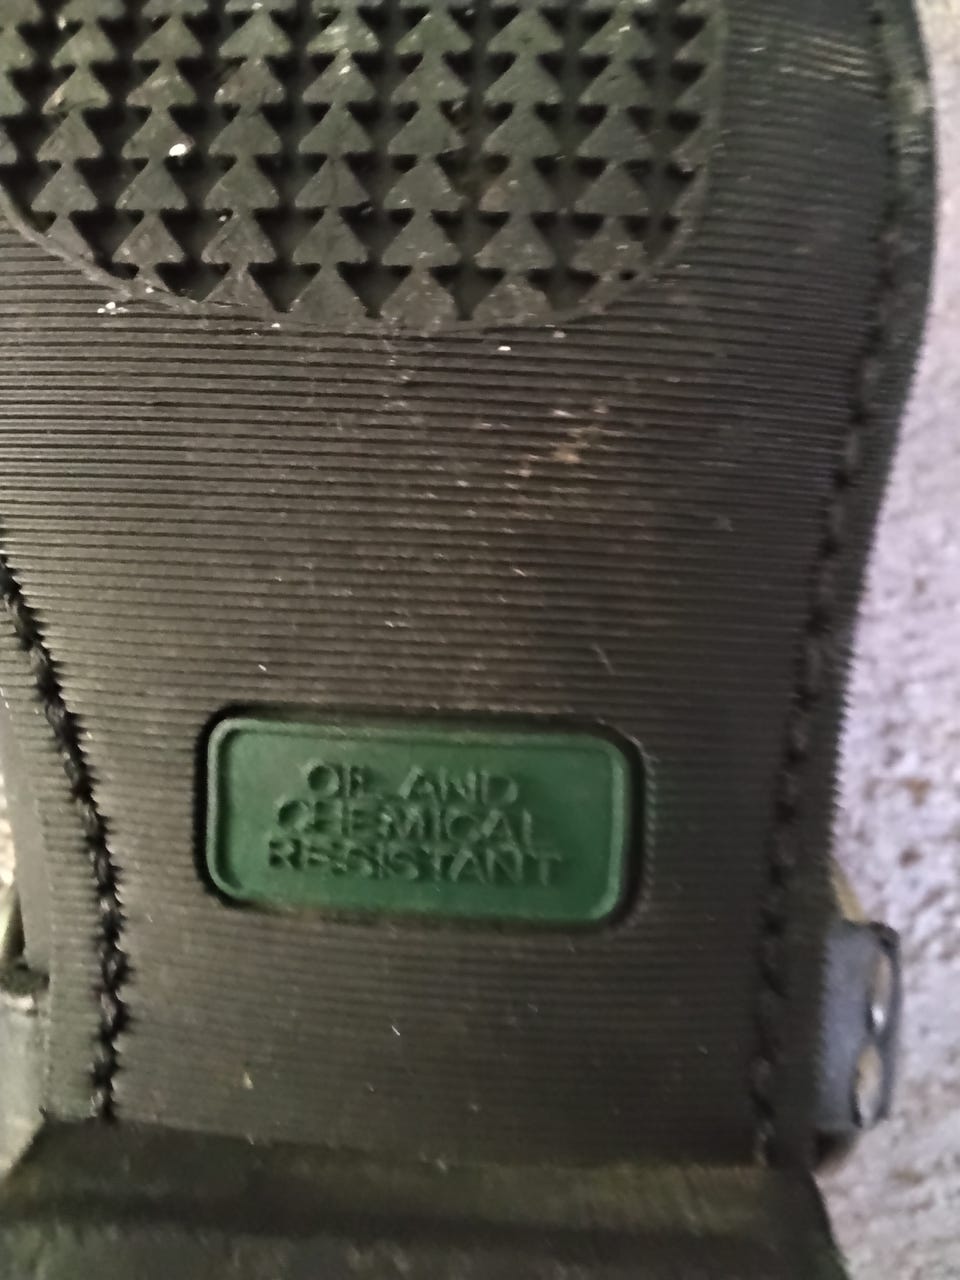 OIL AND
CHEMICAL
RESISTANT